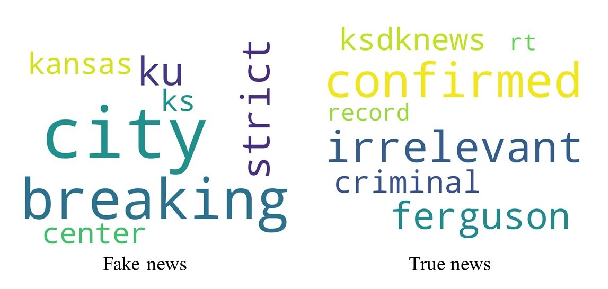 kansas
ku
ks
strict
city
breaking
center
Fake news
ksdknews
rt
confirmed
record
irrelevant
criminal
ferguson
True news